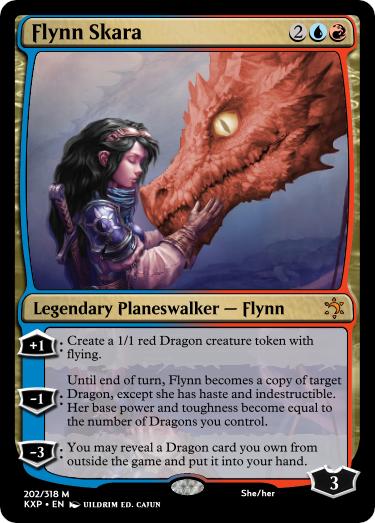 Flynn Skara 2
Legendary Planeswalker — Flynn
+1: Create a 1/1 red Dragon creature token with
flying.
Until end of turn, Flynn becomes a copy of target
−1: Dragon, except she has haste and indestructible.
Her base power and toughness become equal to
the number of Dragons you control.
−3: You may reveal a Dragon card you own from
outside the game and put it into your hand.
3
202/318 M
KXP • EN UILDRIM ED. CAJUN
She/her